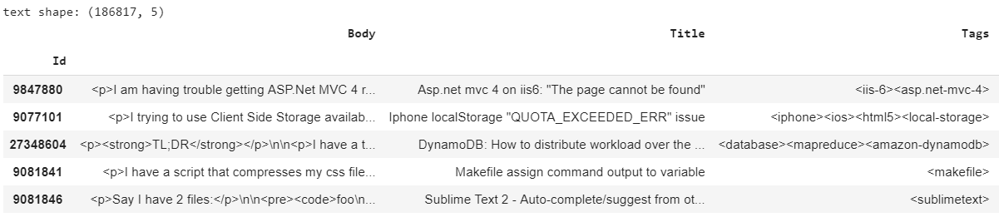 text shape: (186817, 5)
Body Title Tags
Id
9847880 <p>I am having trouble getting ASP.Net MVC 4 r... Asp.net mvc 4 on iis6: "The page cannot be found" <iis-6><asp.net-mvc-4>
9077101 <p>I trying to use Client Side Storage availab... Iphone localStorage "QUOTA_EXCEEDED_ERR" issue <iphone><ios><html5><local-storage>
27348604 <p><strong>TL;DR</strong></p>\n\n<p>I have a t... DynamoDB: How to distribute workload over the ... <database><mapreduce><amazon-dynamodb>
9081841 <p>I have a script that compresses my css file... Makefile assign command output to variable <makefile>
9081846 <p>Say I have 2 files:</p>\n\n<pre><code>foo\n... Sublime Text 2 - Auto-complete/suggest from ot... <sublimetext>